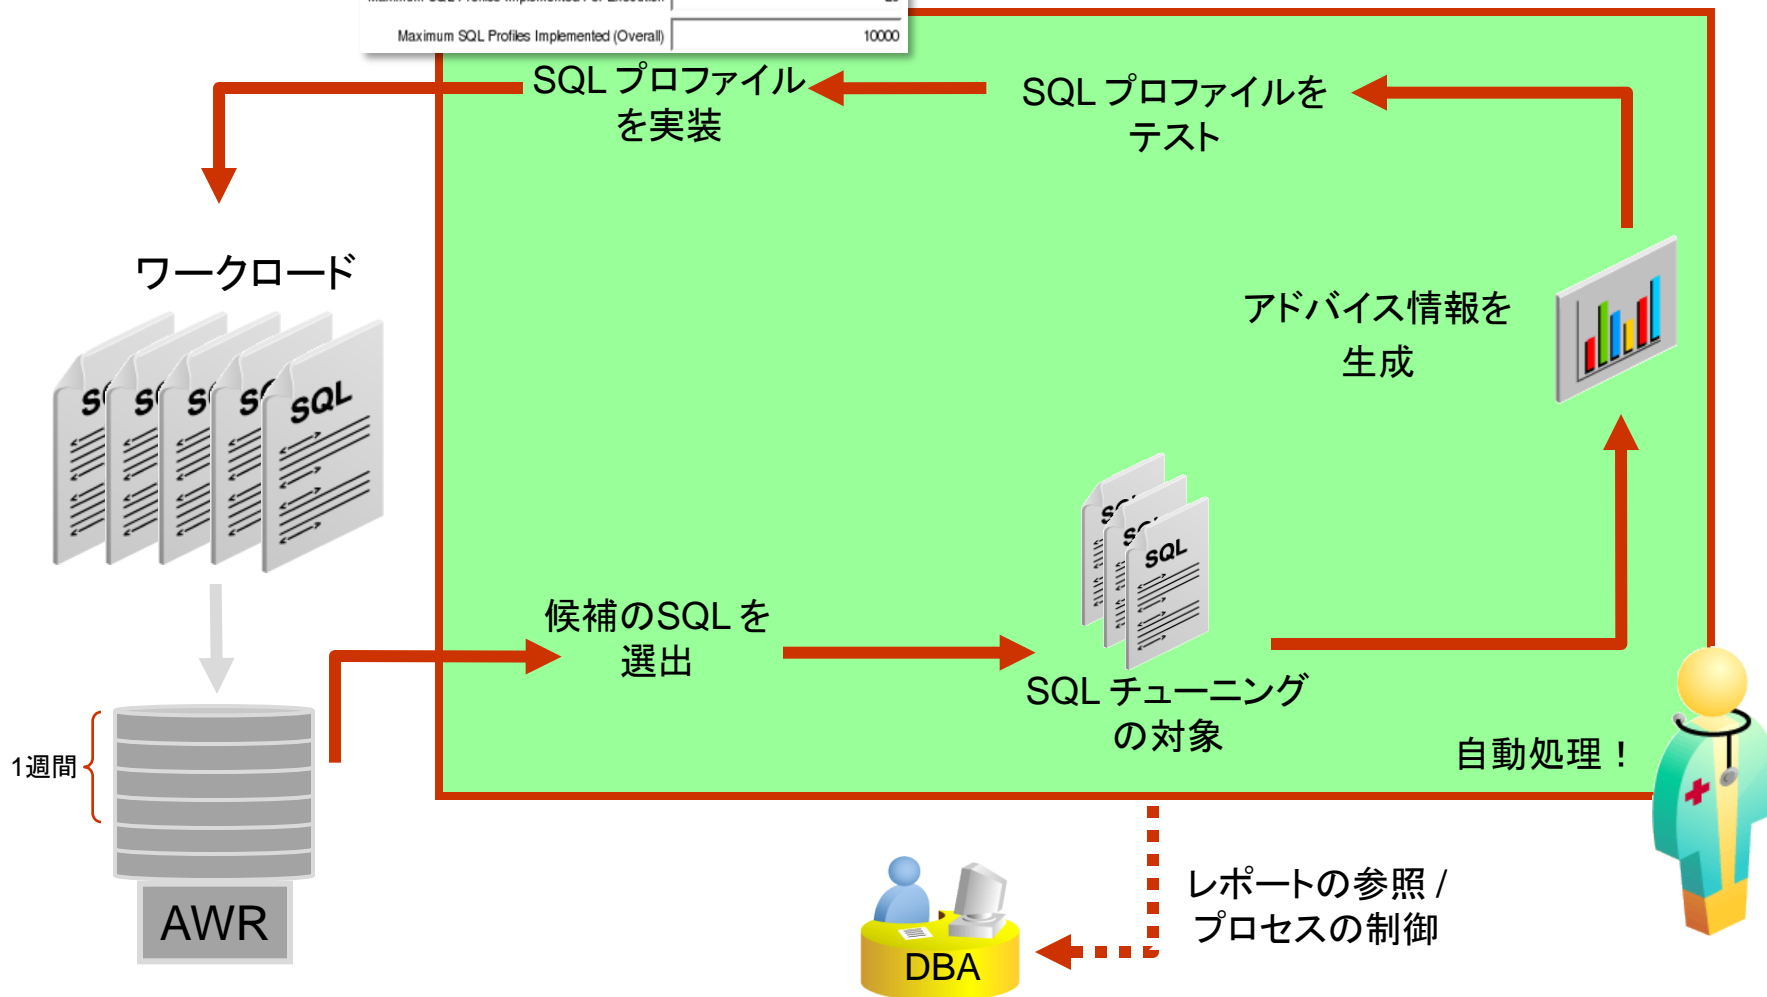 Maximum SQL Profiles Implemented (Overall) 10000
SQL プロファイル
を実装
SQL プロファイルを
テスト
ワークロード
アドバイス情報を
生成
SQL
SQL
候補のSQL を
選出
SQL チューニング
の対象
自動処理！
1週間
AWR
レポートの参照 /
プロセスの制御
DBA